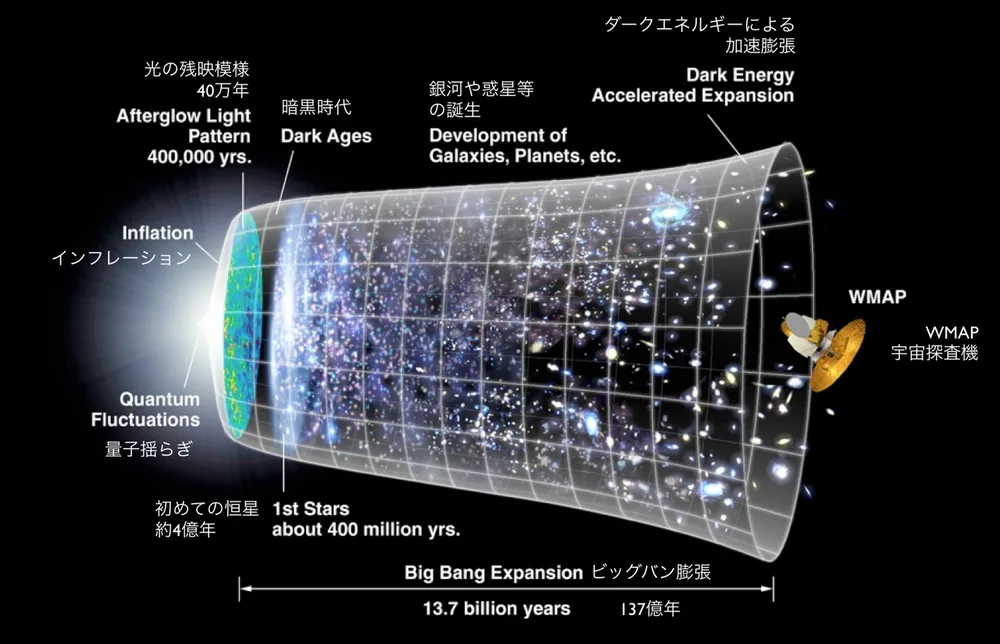 ダークエネルギーによる
加速膨張
Dark Energy
Accelerated Expansion
光の残映模様
40万年
Afterglow Light
Pattern
400,000 yrs.
暗黒時代
Dark Ages
銀河や惑星等
の誕生
Development of
Galaxies, Planets, etc.
Inflation
インフレーション
WMAP
WMAP
宇宙探査機
Quantum
Fluctuations
量子揺らぎ
初めての恒星
約4億年
1st Stars
about 400 million yrs.
Big Bang Expansion ビッグバン膨張
13.7 billion years 137億年